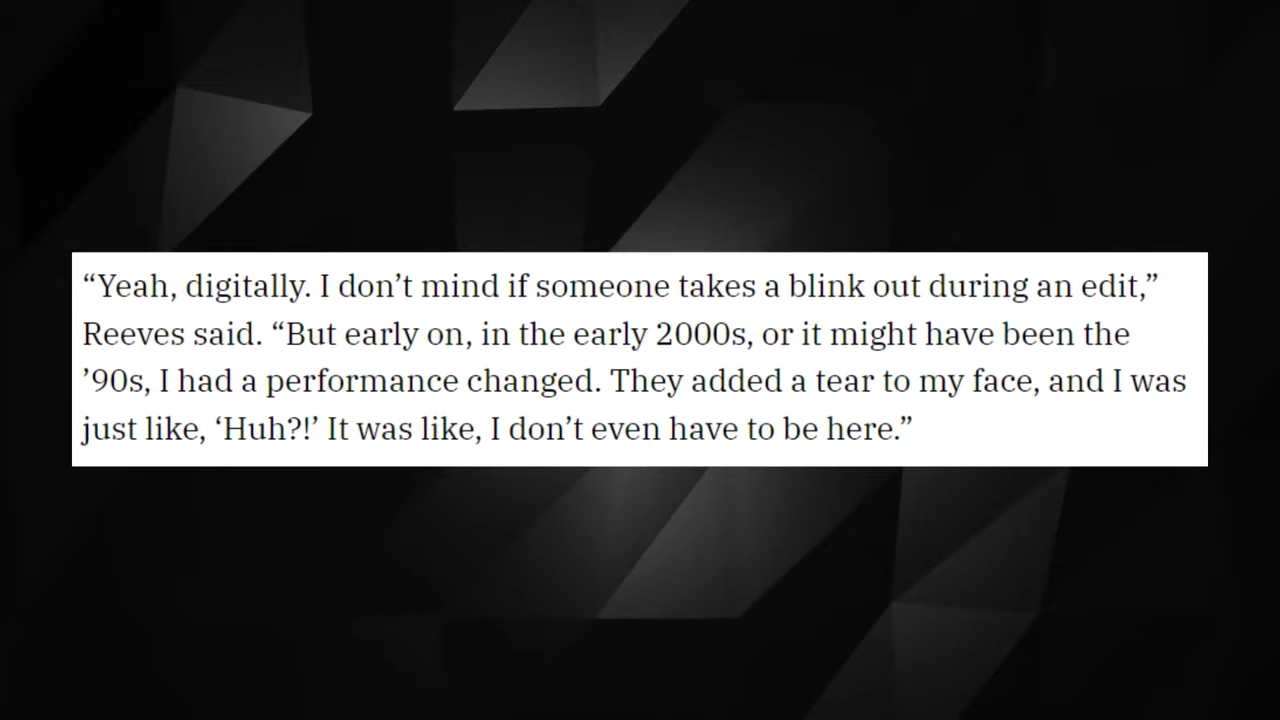 “Yeah, digitally. I don’t mind if someone takes a blink out during an edit,”
Reeves said. “But early on, in the early 2000s, or it might have been the
’90s, I had a performance changed. They added a tear to my face, and I was
just like, ‘Huh?!’ It was like, I don’t even have to be here.”